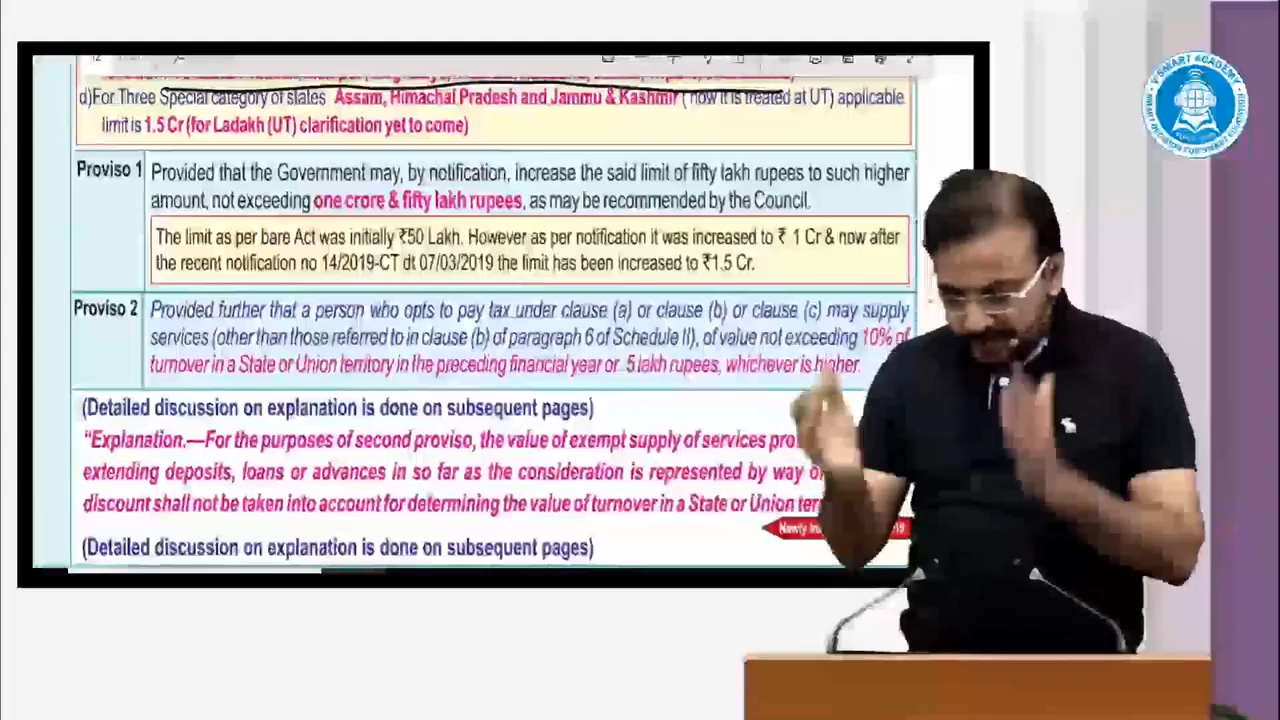 d)For Three Special category of states Assam, Himachal Pradesh and Jammu & Kashmir ( now it is treated at UT) applicable
limit is 1.5 Cr (for Ladakh (UT) clarification yet to come)
Proviso 1
Provided that the Government may, by notification, increase the said limit of fifty lakh rupees to such higher
amount, not exceeding one crore & fifty lakh rupees, as may be recommended by the Council.
The limit as per bare Act was initially ₹50 Lakh. However as per notification it was increased to ₹ 1 Cr & now after
the recent notification no 14/2019-CT dt 07/03/2019 the limit has been increased to ₹1.5 Cr.
Proviso 2
Provided further that a person who opts to pay tax under clause (a) or clause (b) or clause (c) may supply
services (other than those referred to in clause (b) of paragraph 6 of Schedule II), of value not exceeding 10% of
turnover in a State or Union territory in the preceding financial year or 5 lakh rupees, whichever is higher.
(Detailed discussion on explanation is done on subsequent pages)
"Explanation.—For the purposes of second proviso, the value of exempt supply of services
extending deposits, loans or advances in so far as the consideration is represented by way
discount shall not be taken into account for determining the value of turnover in a State or Union
Newly
(Detailed discussion on explanation is done on subsequent pages)
V-SMART ACADEMY